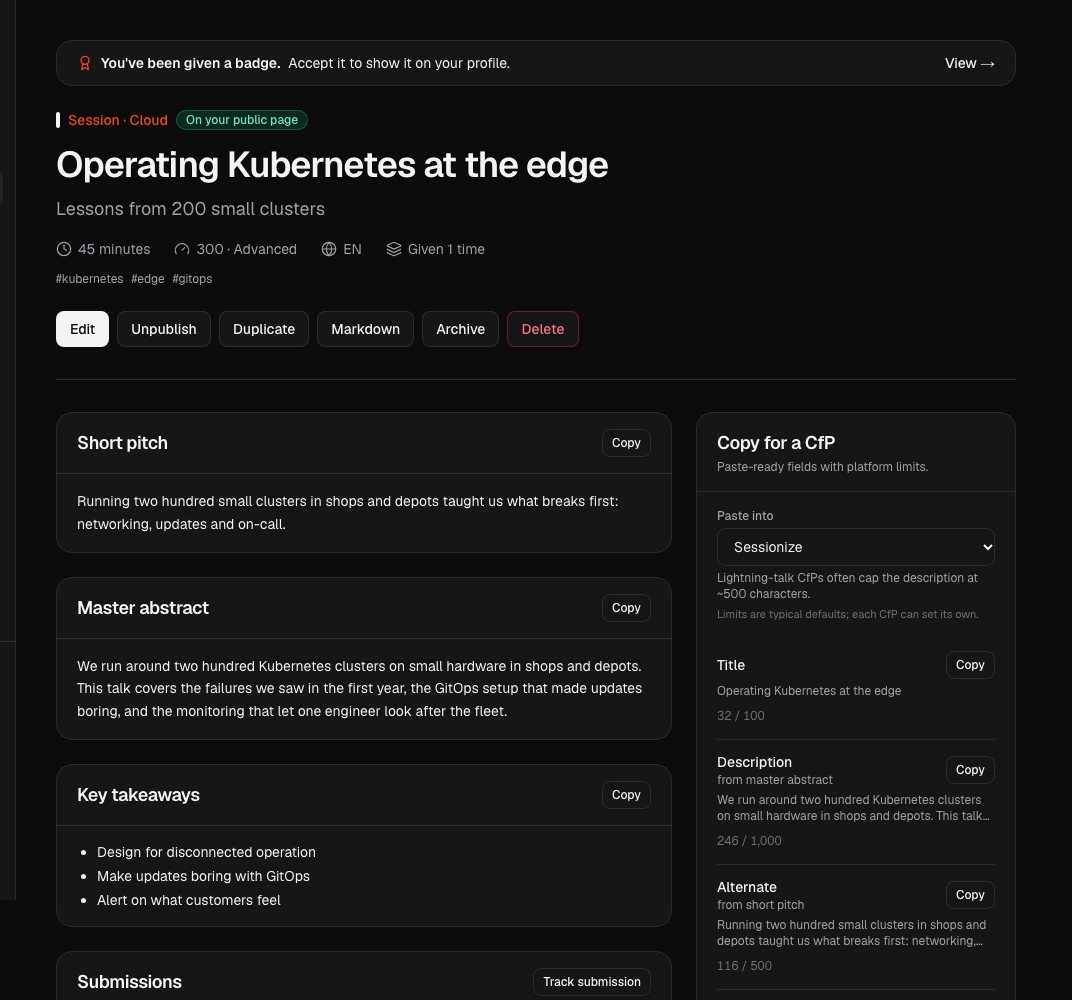 You've been given a badge. Accept it to show it on your profile.
View →
Session · Cloud
On your public page
Operating Kubernetes at the edge
Lessons from 200 small clusters
45 minutes
300 · Advanced
EN
Given 1 time
#kubernetes #edge #gitops
Edit
Unpublish
Duplicate
Markdown
Archive
Delete
Short pitch
Copy
Running two hundred small clusters in shops and depots taught us what breaks first:
networking, updates and on-call.
Master abstract
Copy
We run around two hundred Kubernetes clusters on small hardware in shops and depots.
This talk covers the failures we saw in the first year, the GitOps setup that made updates
boring, and the monitoring that let one engineer look after the fleet.
Key takeaways
Copy
• Design for disconnected operation
• Make updates boring with GitOps
• Alert on what customers feel
Submissions
Track submission
Copy for a CfP
Paste-ready fields with platform limits.
Paste into
Sessionize
Lightning-talk CfPs often cap the description at
~500 characters.
Limits are typical defaults; each CfP can set its own.
Title
Copy
Operating Kubernetes at the edge
32 / 100
Description
Copy
from master abstract
We run around two hundred Kubernetes clusters
on small hardware in shops and depots. This talk…
246 / 1,000
Alternate
Copy
from short pitch
Running two hundred small clusters in shops and
depots taught us what breaks first: networking,…
116 / 500